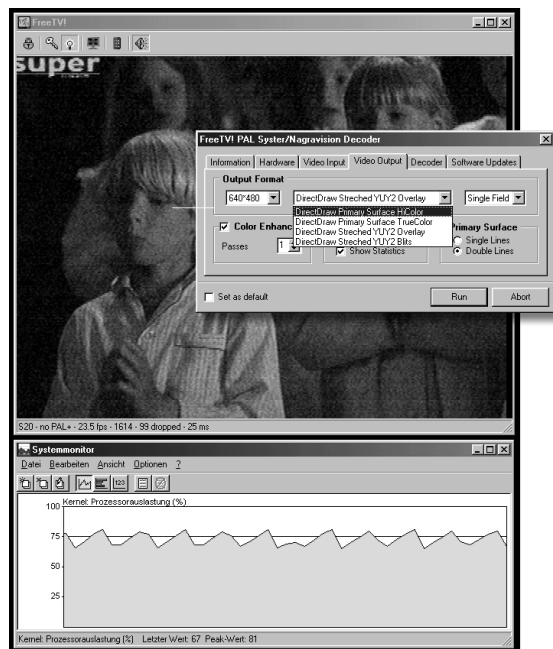 FreeTV!
super
FreeTV! PAL Syster/Nagravision Decoder
Information Hardware Video Input Video Output Decoder Software Updates
Output Format
640*480 DirectDraw Streched YUY2 Overlay Single Field
DirectDraw Primary Surface HiColor
DirectDraw Primary Surface TrueColor
DirectDraw Streched YUY2 Overlay
DirectDraw Streched YUY2 Blits
Color Enhanc
Primary Surface
Passes 1
Show Statistics
Single Lines
Double Lines
Set as default Run Abort
S20 - no PAL+ - 23.5 fps - 1614 - 99 dropped - 25 ms
Systemmonitor
Datei Bearbeiten Ansicht Optionen ?
123
Kernel: Prozessorauslastung (%)
100
75
50
25
Kernel: Prozessorauslastung (%) Letzter Wert: 67 Peak-Wert: 81